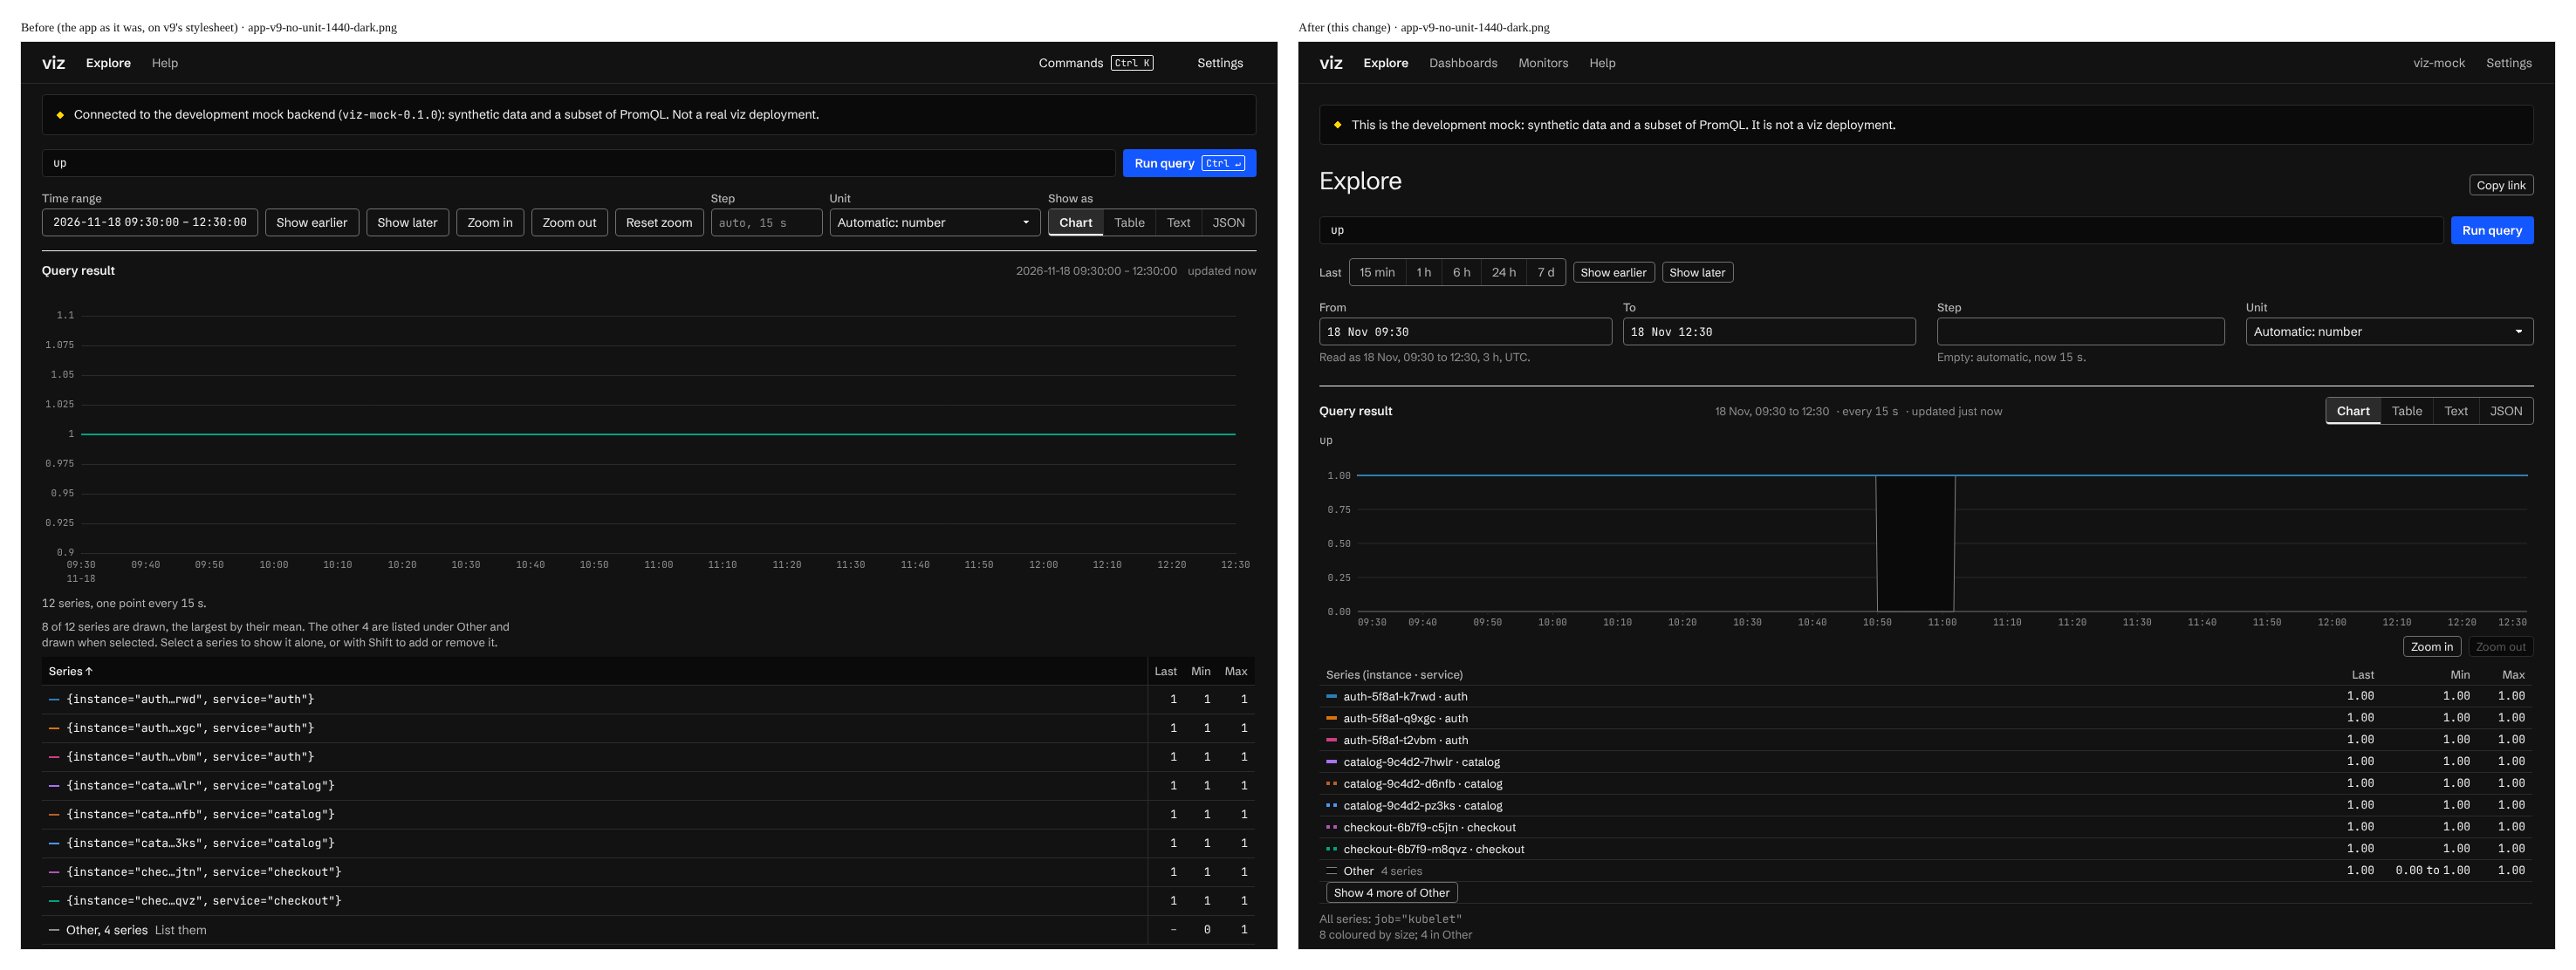 Before (the app as it was, on v9's stylesheet) · app-v9-no-unit-1440-dark.png
viz Explore Help Commands Ctrl K Settings
Connected to the development mock backend (viz-mock-0.1.0): synthetic data and a subset of PromQL. Not a real viz deployment.
up Run query Ctrl ↵
Time range Step Unit Show as
2026-11-18 09:30:00 – 12:30:00 Show earlier Show later Zoom in Zoom out Reset zoom auto, 15 s Automatic: number Chart Table Text JSON
Query result 2026-11-18 09:30:00 – 12:30:00 updated now
1.1
1.075
1.05
1.025
1
0.975
0.95
0.925
0.9
09:30 09:40 09:50 10:00 10:10 10:20 10:30 10:40 10:50 11:00 11:10 11:20 11:30 11:40 11:50 12:00 12:10 12:20 12:30
11-18
12 series, one point every 15 s.
8 of 12 series are drawn, the largest by their mean. The other 4 are listed under Other and
drawn when selected. Select a series to show it alone, or with Shift to add or remove it.
Series ↑ Last Min Max
{instance="auth…rwd", service="auth"} 1 1 1
{instance="auth…xgc", service="auth"} 1 1 1
{instance="auth…vbm", service="auth"} 1 1 1
{instance="cata…wlr", service="catalog"} 1 1 1
{instance="cata…nfb", service="catalog"} 1 1 1
{instance="cata…3ks", service="catalog"} 1 1 1
{instance="chec…jtn", service="checkout"} 1 1 1
{instance="chec…qvz", service="checkout"} 1 1 1
Other, 4 series List them – 0 1
After (this change) · app-v9-no-unit-1440-dark.png
viz Explore Dashboards Monitors Help viz-mock Settings
This is the development mock: synthetic data and a subset of PromQL. It is not a viz deployment.
Explore Copy link
up Run query
Last 15 min 1 h 6 h 24 h 7 d Show earlier Show later
From To Step Unit
18 Nov 09:30 18 Nov 12:30 Automatic: number
Read as 18 Nov, 09:30 to 12:30, 3 h, UTC. Empty: automatic, now 15 s.
Query result 18 Nov, 09:30 to 12:30 · every 15 s · updated just now Chart Table Text JSON
up
1.00
0.75
0.50
0.25
0.00
09:30 09:40 09:50 10:00 10:10 10:20 10:30 10:40 10:50 11:00 11:10 11:20 11:30 11:40 11:50 12:00 12:10 12:20 12:30
Zoom in Zoom out
Series (instance · service) Last Min Max
auth-5f8a1-k7rwd · auth 1.00 1.00 1.00
auth-5f8a1-q9xgc · auth 1.00 1.00 1.00
auth-5f8a1-t2vbm · auth 1.00 1.00 1.00
catalog-9c4d2-7hwlr · catalog 1.00 1.00 1.00
catalog-9c4d2-d6nfb · catalog 1.00 1.00 1.00
catalog-9c4d2-pz3ks · catalog 1.00 1.00 1.00
checkout-6b7f9-c5jtn · checkout 1.00 1.00 1.00
checkout-6b7f9-m8qvz · checkout 1.00 1.00 1.00
Other 4 series 1.00 0.00 to 1.00 1.00
Show 4 more of Other
All series: job="kubelet"
8 coloured by size; 4 in Other